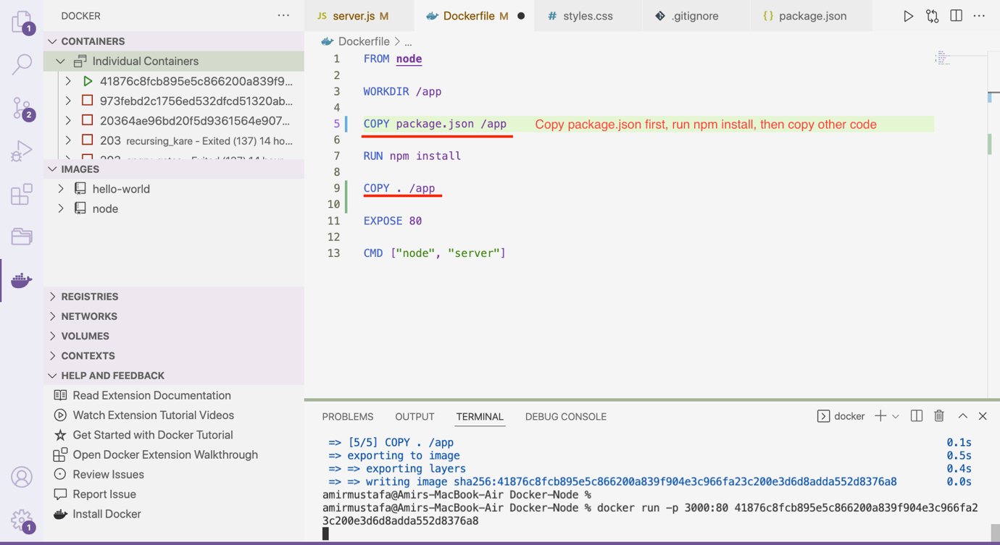 DOCKER
JS server.js M
Dockerfile M
# styles.css
.gitignore
{} package.json
1
CONTAINERS
Dockerfile > ...
Individual Containers
1 FROM node
2
41876c8fcb895e5c866200a839f9...
3 WORKDIR /app
973febd2c1756ed532dfcd51320ab...
4
2
20364ae96bd20f5d9361564e907...
5 COPY package.json /app Copy package.json first, run npm install, then copy other code
203 recursing_kare - Exited (137) 14 ho...
6
7 RUN npm install
IMAGES
8
hello-world
9 COPY . /app
node
10
11 EXPOSE 80
12
13 CMD ["node", "server"]
REGISTRIES
NETWORKS
VOLUMES
CONTEXTS
HELP AND FEEDBACK
Read Extension Documentation
Watch Extension Tutorial Videos
Get Started with Docker Tutorial
Open Docker Extension Walkthrough
Review Issues
Report Issue
Install Docker
1
PROBLEMS OUTPUT TERMINAL DEBUG CONSOLE
docker
=> [5/5] COPY . /app 0.1s
=> exporting to image 0.5s
=> => exporting layers 0.4s
=> => writing image sha256:41876c8fcb895e5c866200a839f904e3c966fa23c200e3d6d8adda552d8376a8 0.0s
amirmustafa@Amirs-MacBook-Air Docker-Node %
amirmustafa@Amirs-MacBook-Air Docker-Node % docker run -p 3000:80 41876c8fcb895e5c866200a839f904e3c966fa2
3c200e3d6d8adda552d8376a8